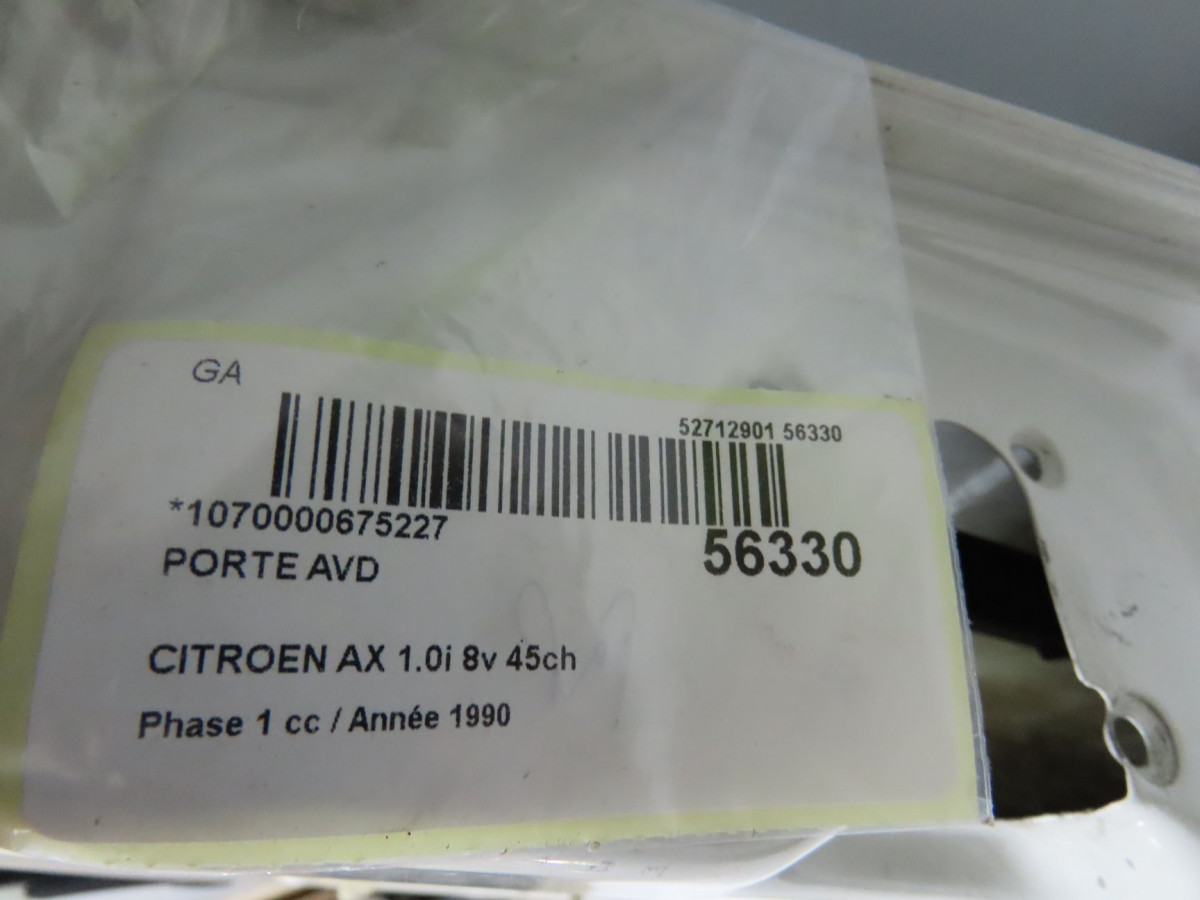 GA
52712901 56330
*1070000675227
56330
PORTE AVD
CITROEN AX 1.0i 8v 45ch
Phase 1 cc / Année 1990